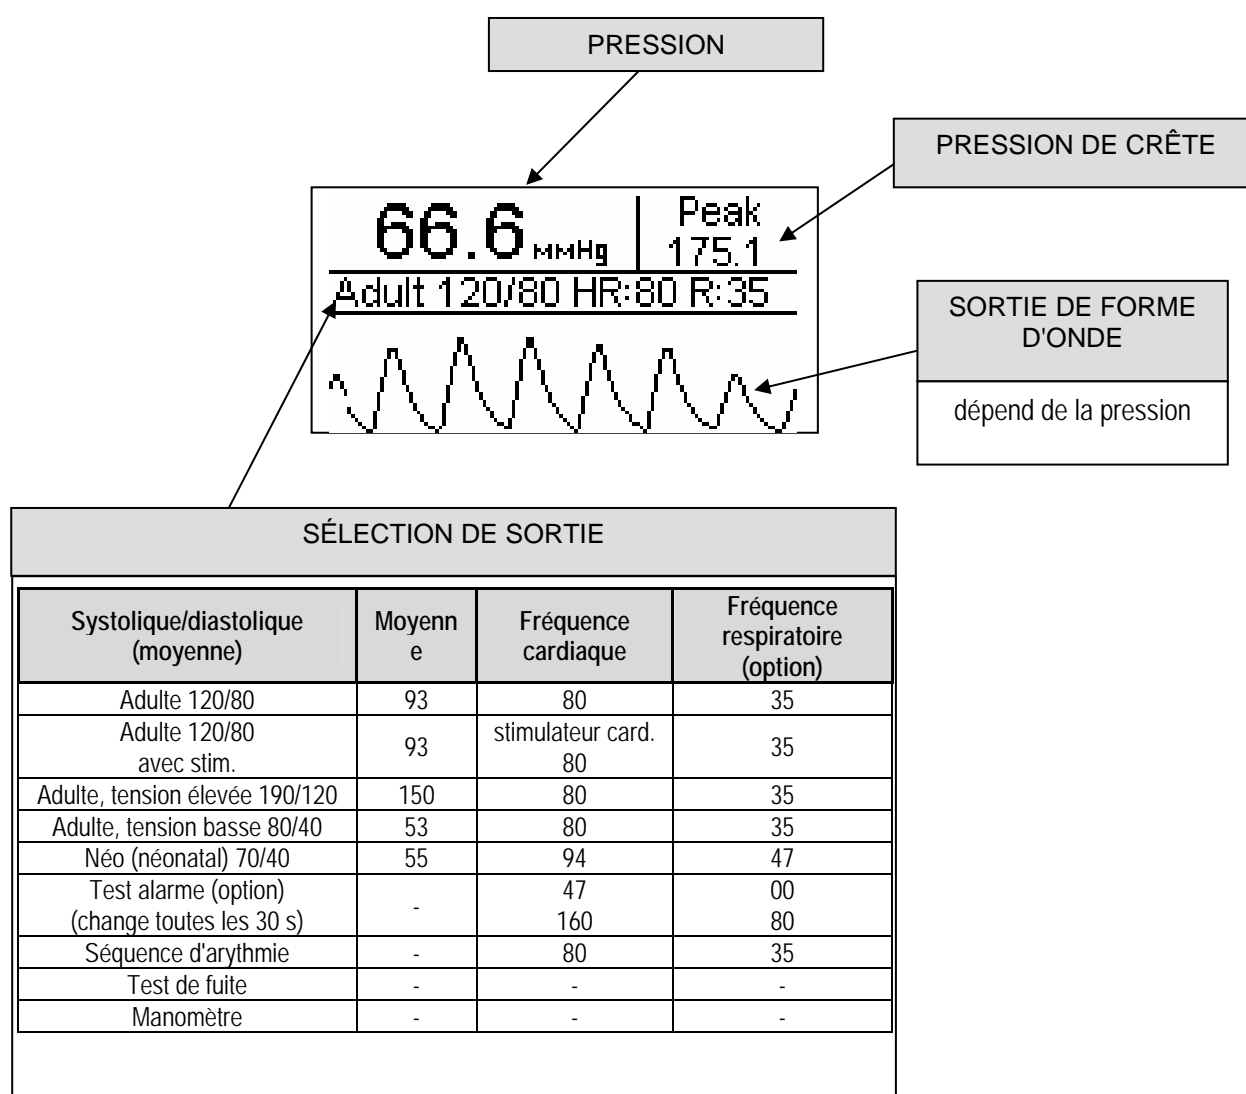 PRESSION
PRESSION DE CRÊTE
66.6 MMHg
Peak
175.1
Adult 120/80 HR:80 R:35
SORTIE DE FORME
D'ONDE
dépend de la pression
SÉLECTION DE SORTIE
Systolique/diastolique
(moyenne)
Moyenn
e
Fréquence
cardiaque
Fréquence
respiratoire
(option)
Adulte 120/80 93 80 35
Adulte 120/80
avec stim.
93
stimulateur card.
80
35
Adulte, tension élevée 190/120 150 80 35
Adulte, tension basse 80/40 53 80 35
Néo (néonatal) 70/40 55 94 47
Test alarme (option)
(change toutes les 30 s)
-
47
160
00
80
Séquence d'arythmie - 80 35
Test de fuite - - -
Manomètre - - -